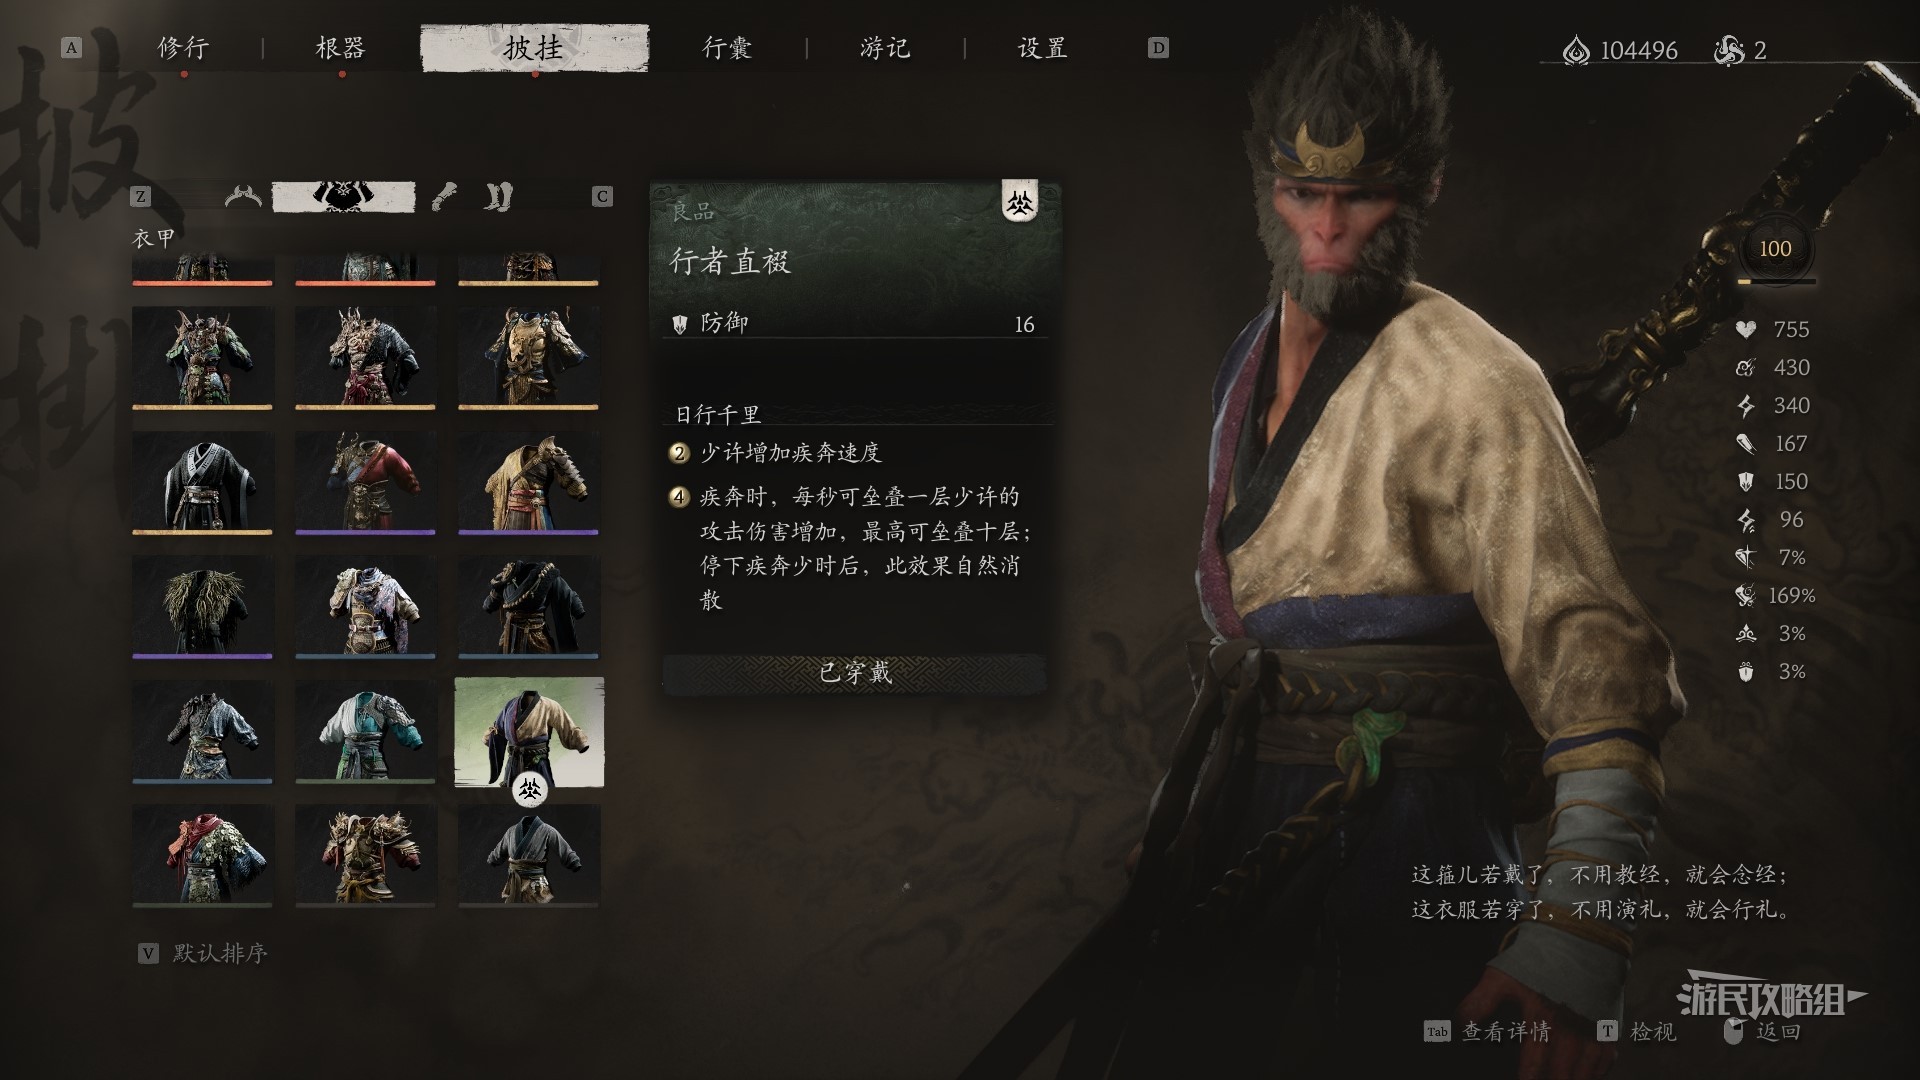 A 修行 根器 披挂 行囊 游记 设置 D
104496 2
披挂
Z C
衣甲
良品
行者直裰
防御 16
日行千里
2 少许增加疾奔速度
4 疾奔时，每秒可垒叠一层少许的
攻击伤害增加，最高可垒叠十层；
停下疾奔少时后，此效果自然消
散
已穿戴
100
755
430
340
167
150
96
7%
169%
3%
3%
这箍儿若戴了，不用教经，就会念经；
这衣服若穿了，不用演礼，就会行礼。
V 默认排序
游民攻略组
Tab 查看详情 T 检视 返回